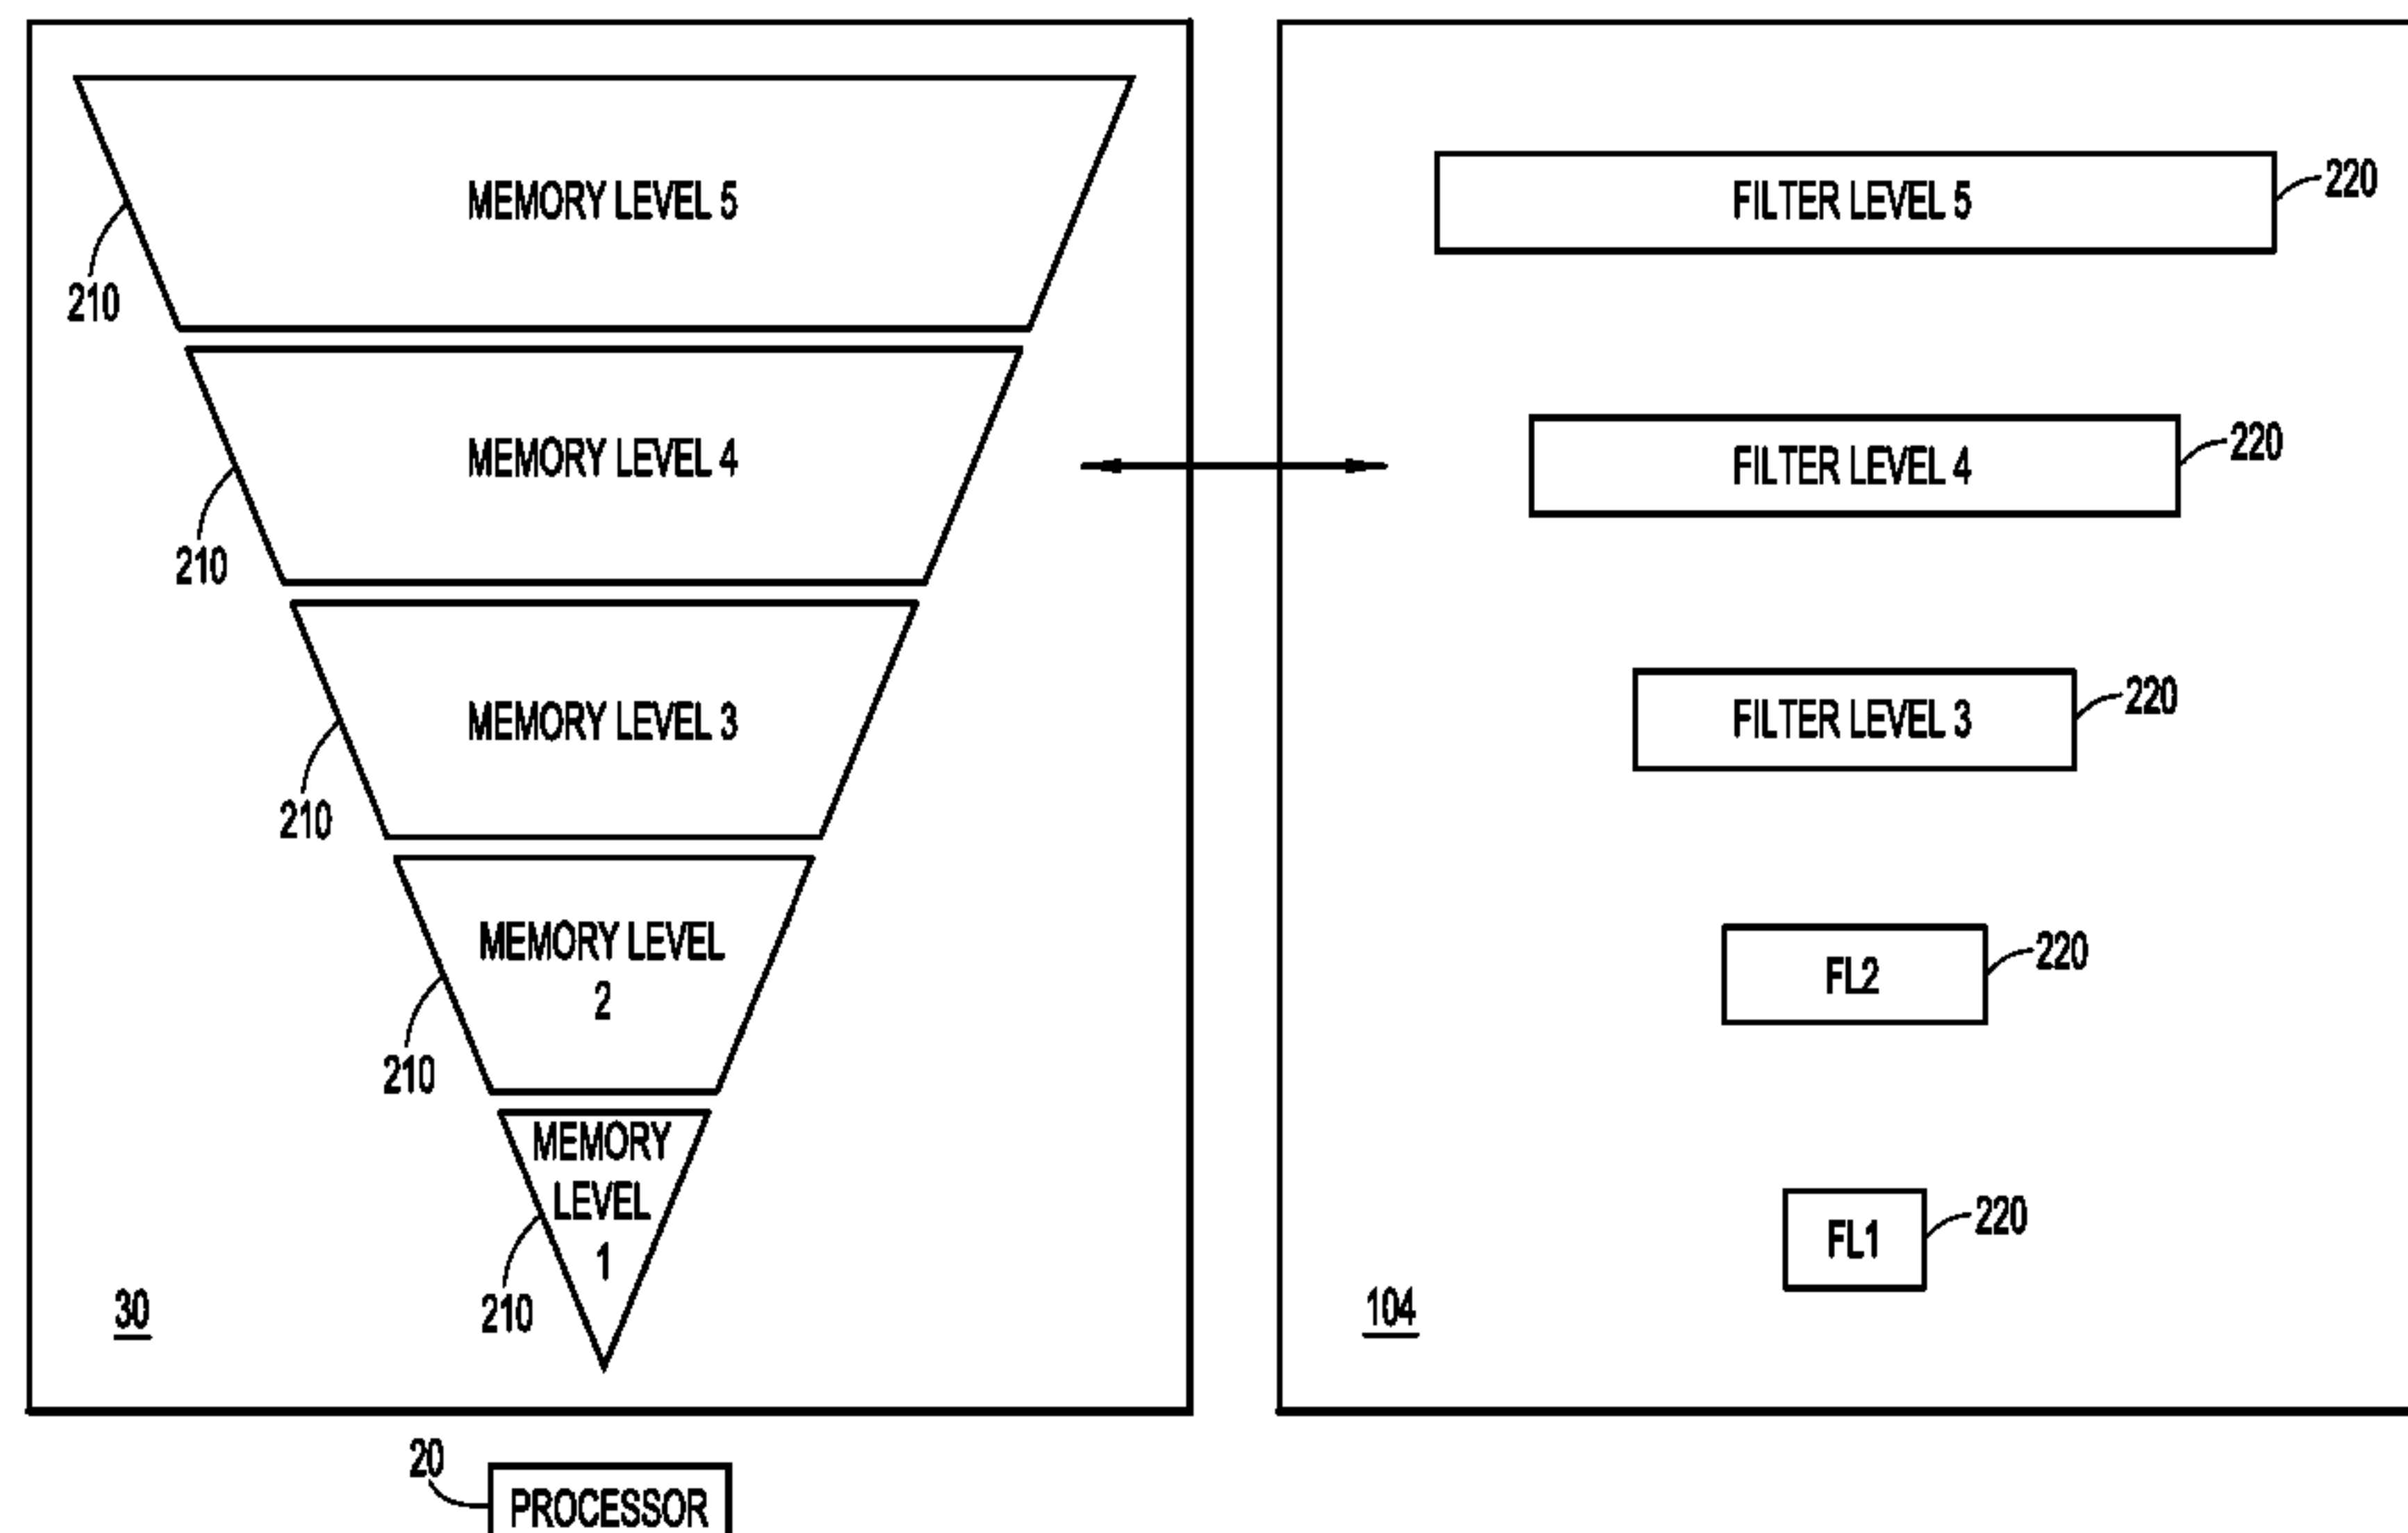 MEMORY LEVEL 5
210
MEMORY LEVEL 4
210
MEMORY LEVEL 3
210
MEMORY LEVEL
2
210
MEMORY
LEVEL
1
210
30
FILTER LEVEL 5
220
FILTER LEVEL 4
220
FILTER LEVEL 3
220
FL2
220
FL1
220
104
20
PROCESSOR